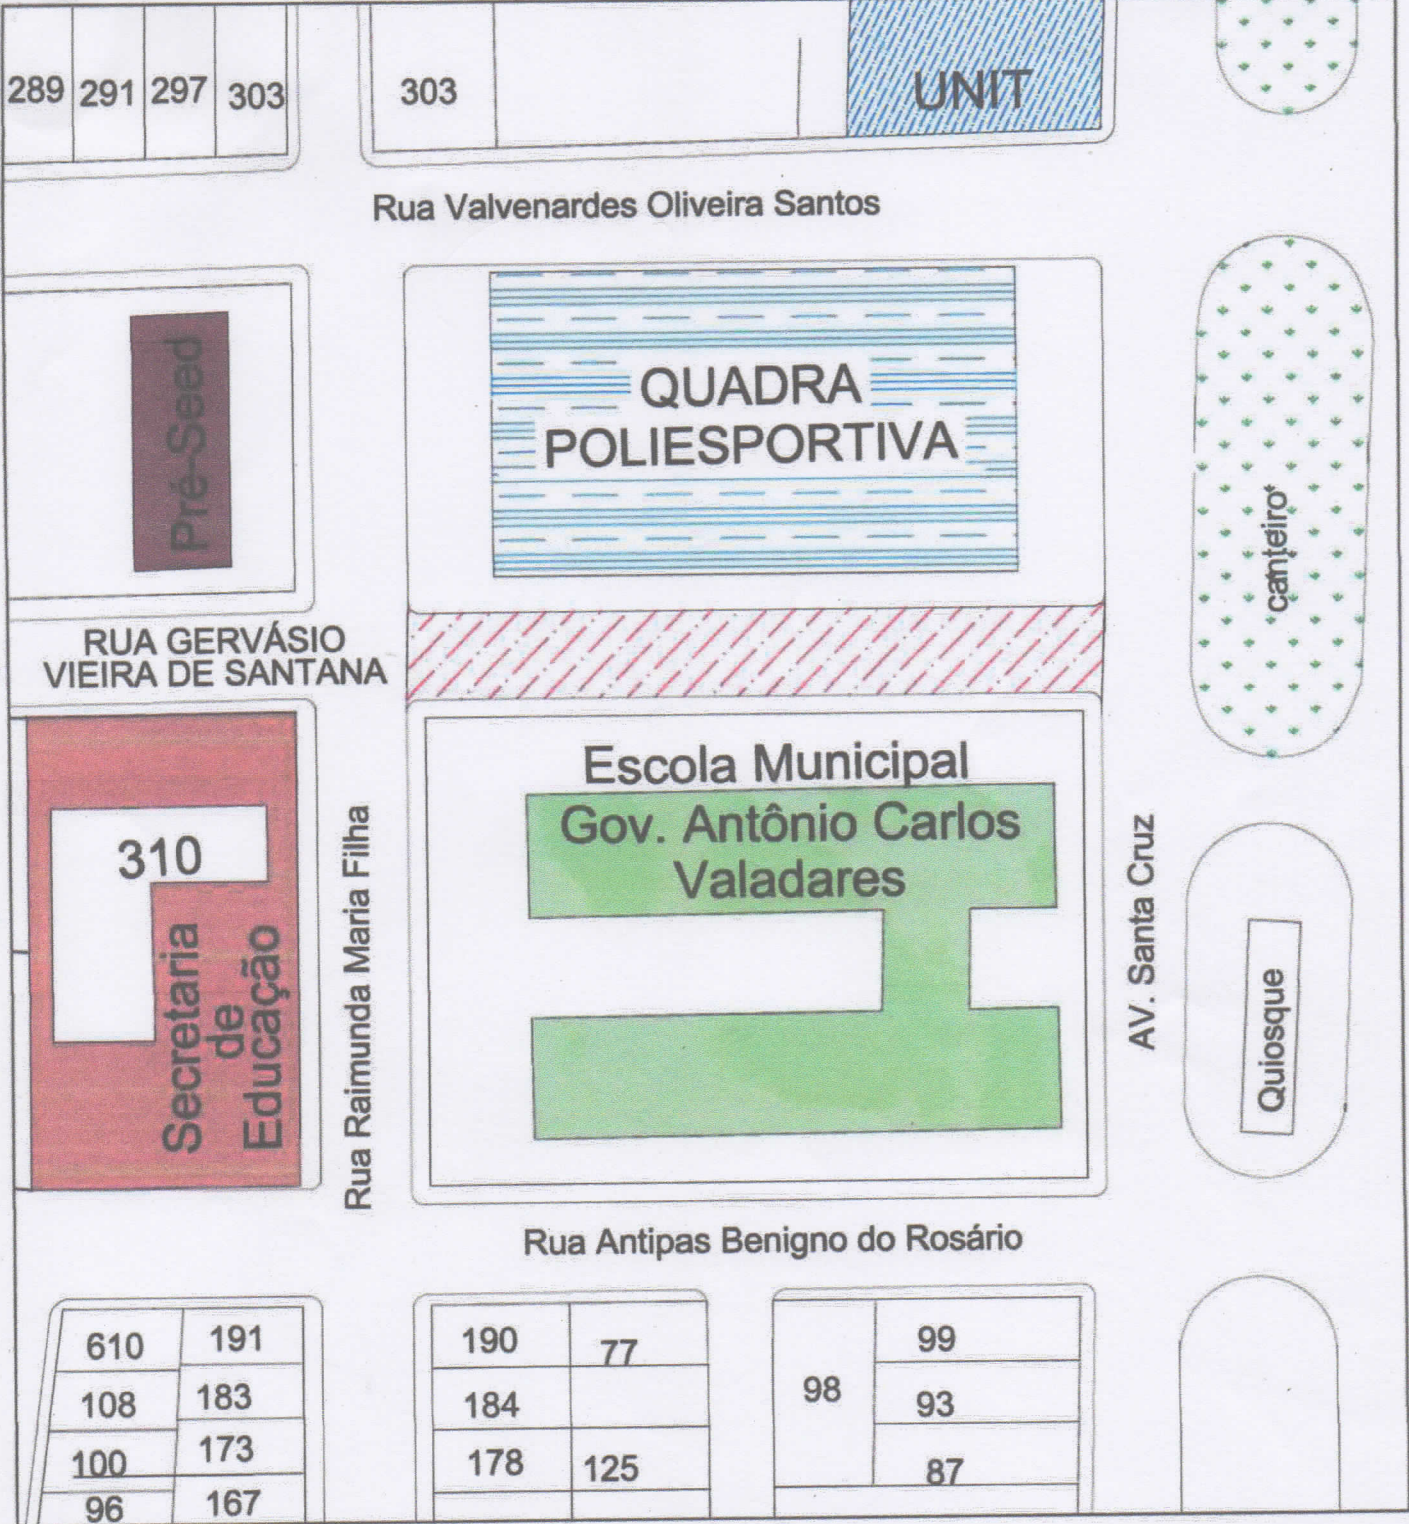 289 291 297 303
303
UNIT
Rua Valvenardes Oliveira Santos
Pré-Seed
QUADRA
POLIESPORTIVA
canteiro
RUA GERVÁSIO
VIEIRA DE SANTANA
310
Secretaria
de
Educação
Rua Raimunda Maria Filha
Escola Municipal
Gov. Antônio Carlos
Valadares
AV. Santa Cruz
Quiosque
Rua Antipas Benigno do Rosário
610 191
108 183
100 173
96 167
190 77
184
178 125
98
99
93
87